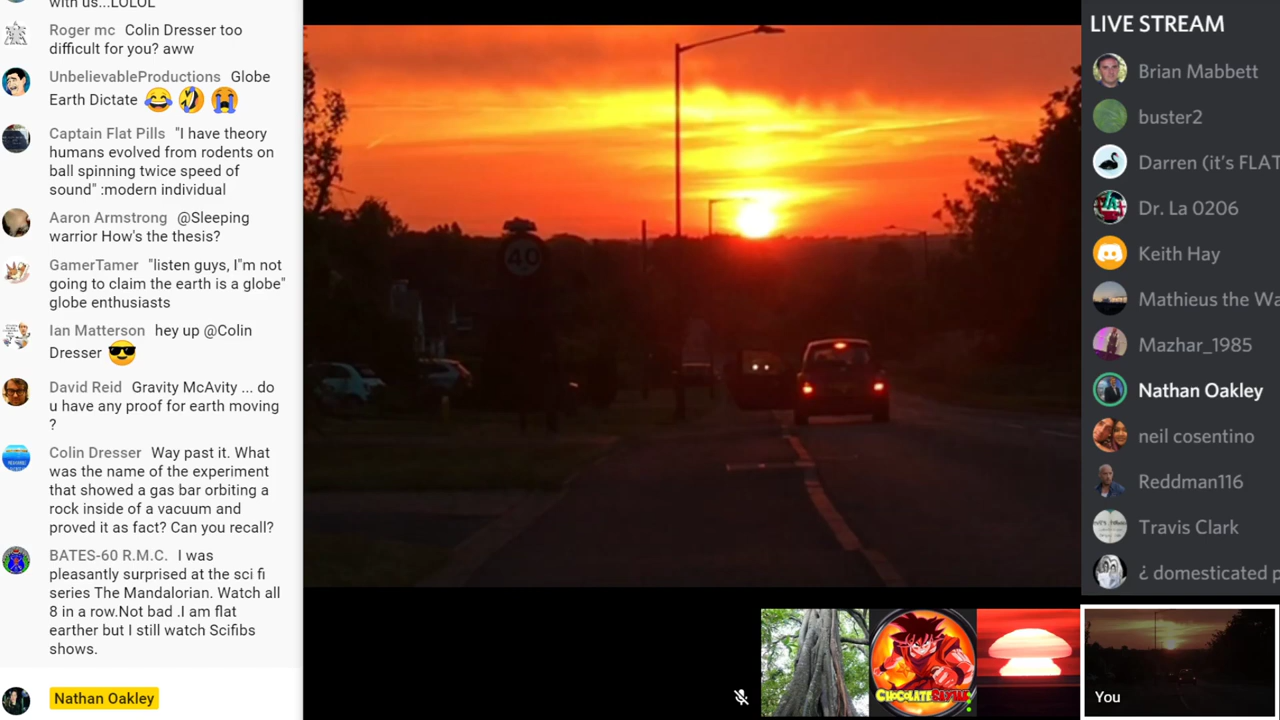 with us...LOLOL
Roger mc Colin Dresser too
difficult for you? aww
UnbelievableProductions Globe
Earth Dictate
Captain Flat Pills "I have theory
humans evolved from rodents on
ball spinning twice speed of
sound" :modern individual
Aaron Armstrong @Sleeping
warrior How's the thesis?
GamerTamer "listen guys, I"m not
going to claim the earth is a globe"
globe enthusiasts
Ian Matterson hey up @Colin
Dresser
David Reid Gravity McAvity ... do
u have any proof for earth moving
?
Colin Dresser Way past it. What
was the name of the experiment
that showed a gas bar orbiting a
rock inside of a vacuum and
proved it as fact? Can you recall?
BATES-60 R.M.C. I was
pleasantly surprised at the sci fi
series The Mandalorian. Watch all
8 in a row.Not bad .I am flat
earther but I still watch Scifibs
shows.
Nathan Oakley
40
LIVE STREAM
Brian Mabbett
buster2
Darren (it's FLAT
Dr. La 0206
Keith Hay
Mathieus the Wa
Mazhar_1985
Nathan Oakley
neil cosentino
Reddman116
Travis Clark
¿ domesticated p
You